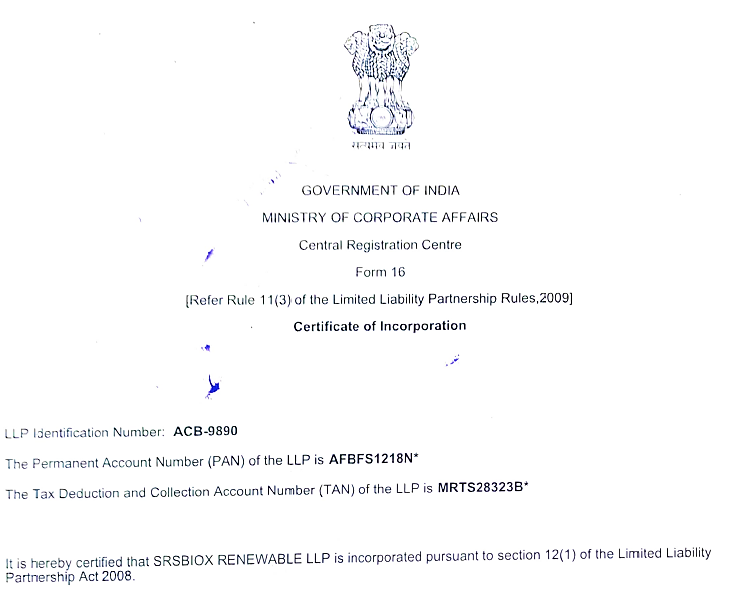 सत्यमेव जयते
GOVERNMENT OF INDIA
MINISTRY OF CORPORATE AFFAIRS
Central Registration Centre
Form 16
[Refer Rule 11(3) of the Limited Liability Partnership Rules,2009]
Certificate of Incorporation
LLP Identification Number: ACB-9890
The Permanent Account Number (PAN) of the LLP is AFBFS1218N*
The Tax Deduction and Collection Account Number (TAN) of the LLP is MRTS28323B*
It is hereby certified that SRSBIOX RENEWABLE LLP is incorporated pursuant to section 12(1) of the Limited Liability
Partnership Act 2008.